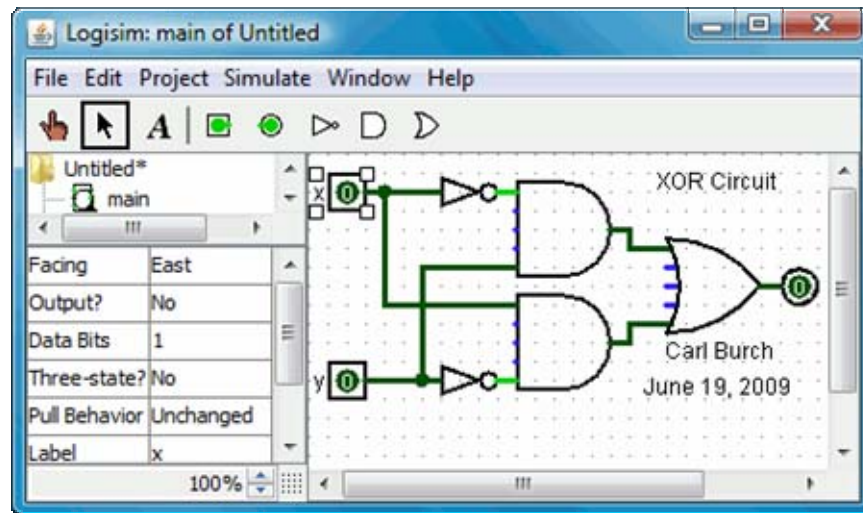 Logisim: main of Untitled
File Edit Project Simulate Window Help
A
Untitled*
main
Facing East
Output? No
Data Bits 1
Three-state? No
Pull Behavior Unchanged
Label x
100%
x 0
XOR Circuit
0
y 0
Carl Burch
June 19, 2009